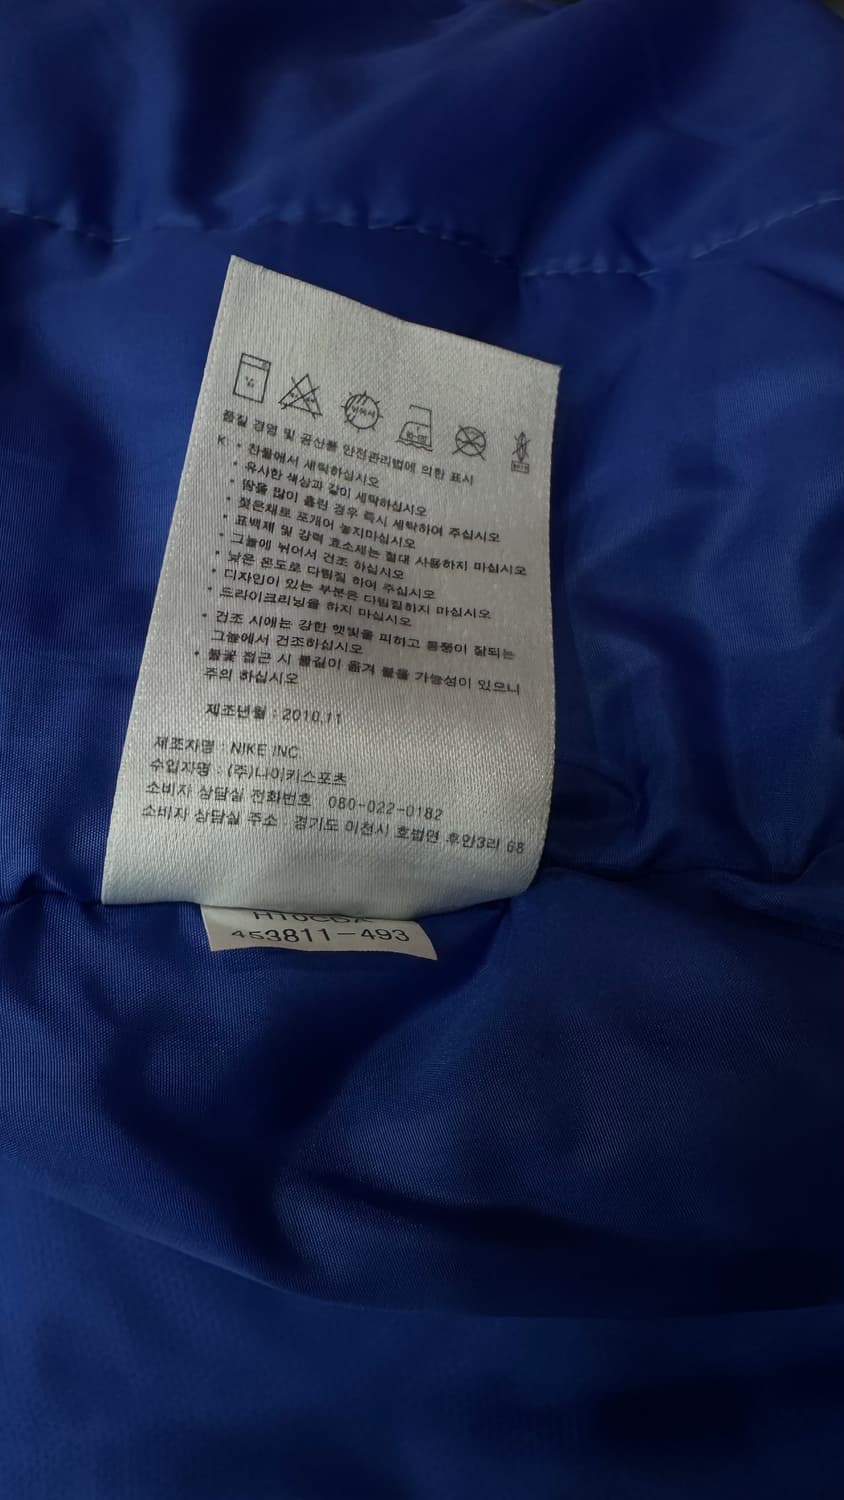 품질 경영 및 공산품 안전관리법에 의한 표시
K: • 찬물에서 세탁하십시오
• 유사한 색상과 같이 세탁하십시오
• 땀을 많이 흘린 경우 즉시 세탁하여 주십시오
• 젖은채로 포개어 놓지마십시오
• 표백제 및 강력 효소세는 절대 사용하지 마십시오
• 그늘에 뉘어서 건조 하십시오
• 낮은 온도로 다림질 하여 주십시오
• 디자인이 있는 부분은 다림질하지 마십시오
• 드라이크리닝을 하지 마십시오
• 건조 시에는 강한 햇빛을 피하고 통풍이 잘되는
그늘에서 건조하십시오
• 불꽃 접근 시 불길이 옮겨 붙을 가능성이 있으니
주의 하십시오
제조년월 : 2010.11
제조자명 : NIKE INC
수입자명 : (주)나이키스포츠
소비자 상담실 전화번호 080-022-0182
소비자 상담실 주소 : 경기도 이천시 호법면 후안3리 68
453811-493